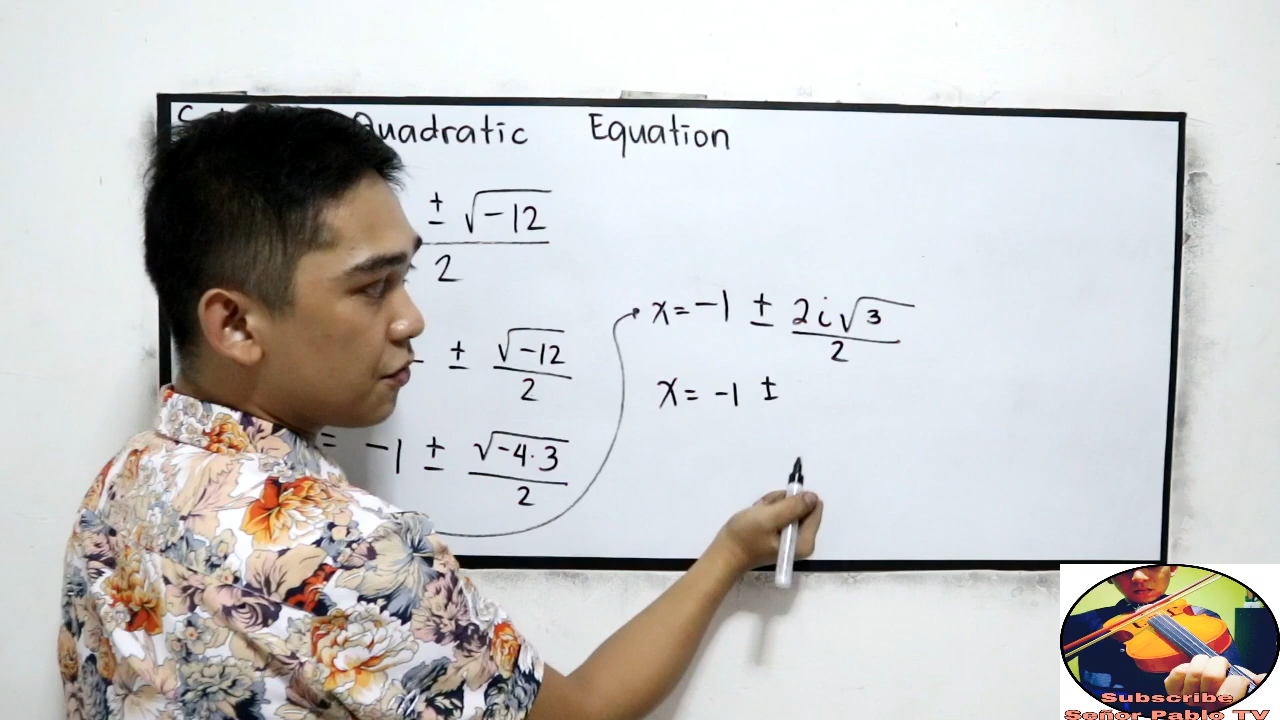 Quadratic Equation
± √-12
2
± √-12
2
= -1 ± √-4·3
2
x = -1 ± 2i√3
2
x = -1 ±
Subscribe
Señor Pablo TV